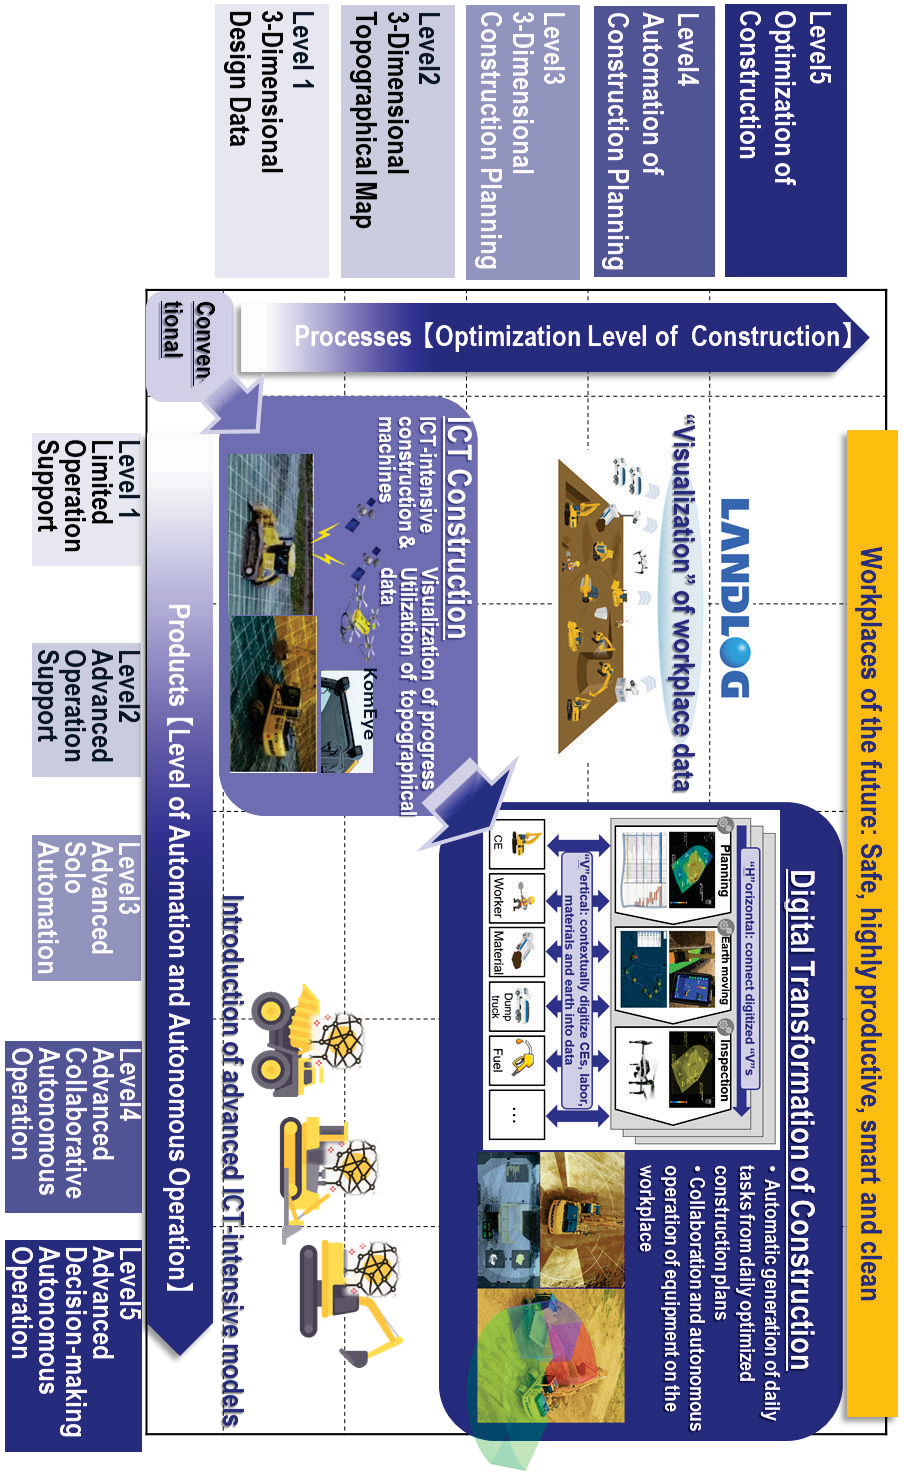 Workplaces of the future: Safe, highly productive, smart and clean
Level5
Optimization of
Construction
Level4
Automation of
Construction Planning
Level3
3-Dimensional
Construction Planning
Level2
3-Dimensional
Topographical Map
Level 1
3-Dimensional
Design Data
Processes【Optimization Level of Construction】
Conven
tional
LANDLOG
“Visualization” of workplace data
ICT Construction
ICT-intensive
construction &
machines
Visualization of progress
Utilization of topographical
data
KomEye
Digital Transformation of Construction
“H”orizontal: connect digitized “V”s
Planning
Earth moving
Inspection
“V”ertical: contextually digitize CEs, labor,
materials and earth into data
CE
Worker
Material
Dump
truck
Fuel
…
• Automatic generation of daily
tasks from daily optimized
construction plans
• Collaboration and autonomous
operation of equipment on the
workplace
Introduction of advanced ICT-intensive models
Products【Level of Automation and Autonomous Operation】
Level 1
Limited
Operation
Support
Level2
Advanced
Operation
Support
Level3
Advanced
Solo
Automation
Level4
Advanced
Collaborative
Autonomous
Operation
Level5
Advanced
Decision-making
Autonomous
Operation